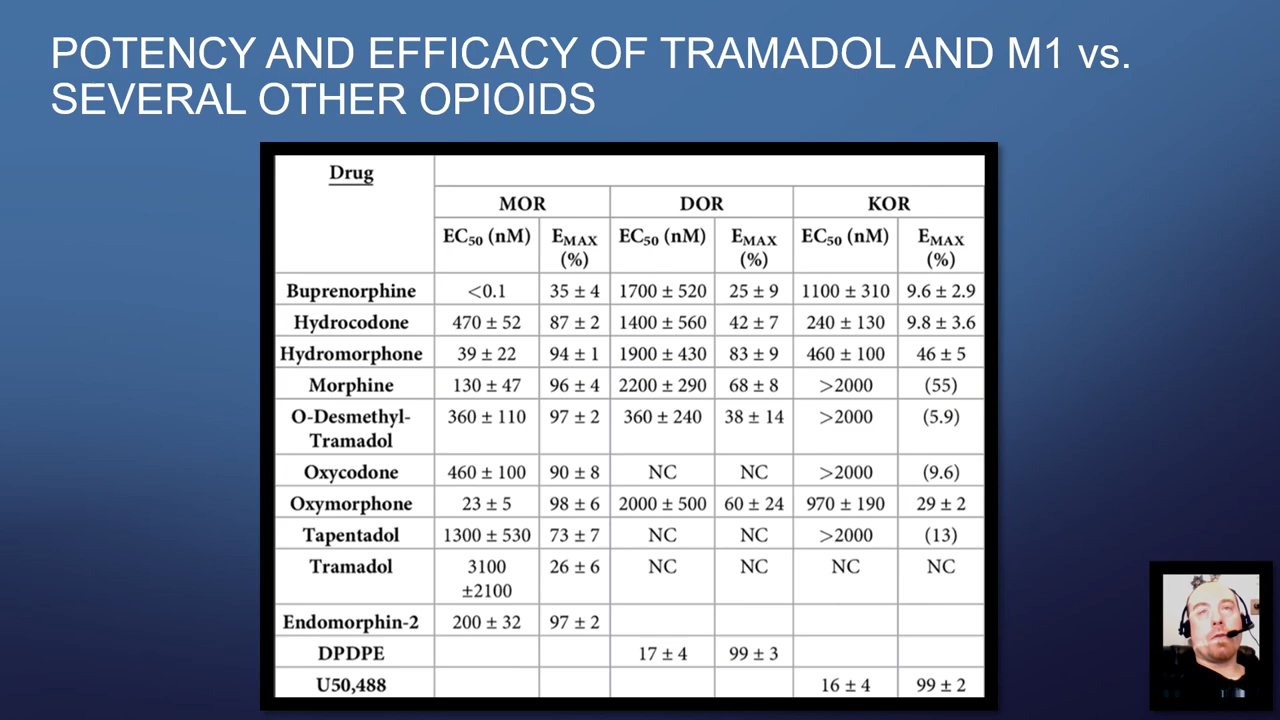 POTENCY AND EFFICACY OF TRAMADOL AND M1 vs.
SEVERAL OTHER OPIOIDS
Drug
MOR DOR KOR
EC50 (nM) EMAX (%) EC50 (nM) EMAX (%) EC50 (nM) EMAX (%)
Buprenorphine <0.1 35 ± 4 1700 ± 520 25 ± 9 1100 ± 310 9.6 ± 2.9
Hydrocodone 470 ± 52 87 ± 2 1400 ± 560 42 ± 7 240 ± 130 9.8 ± 3.6
Hydromorphone 39 ± 22 94 ± 1 1900 ± 430 83 ± 9 460 ± 100 46 ± 5
Morphine 130 ± 47 96 ± 4 2200 ± 290 68 ± 8 >2000 (55)
O-Desmethyl-Tramadol 360 ± 110 97 ± 2 360 ± 240 38 ± 14 >2000 (5.9)
Oxycodone 460 ± 100 90 ± 8 NC NC >2000 (9.6)
Oxymorphone 23 ± 5 98 ± 6 2000 ± 500 60 ± 24 970 ± 190 29 ± 2
Tapentadol 1300 ± 530 73 ± 7 NC NC >2000 (13)
Tramadol 3100 ±2100 26 ± 6 NC NC NC NC
Endomorphin-2 200 ± 32 97 ± 2
DPDPE 17 ± 4 99 ± 3
U50,488 16 ± 4 99 ± 2